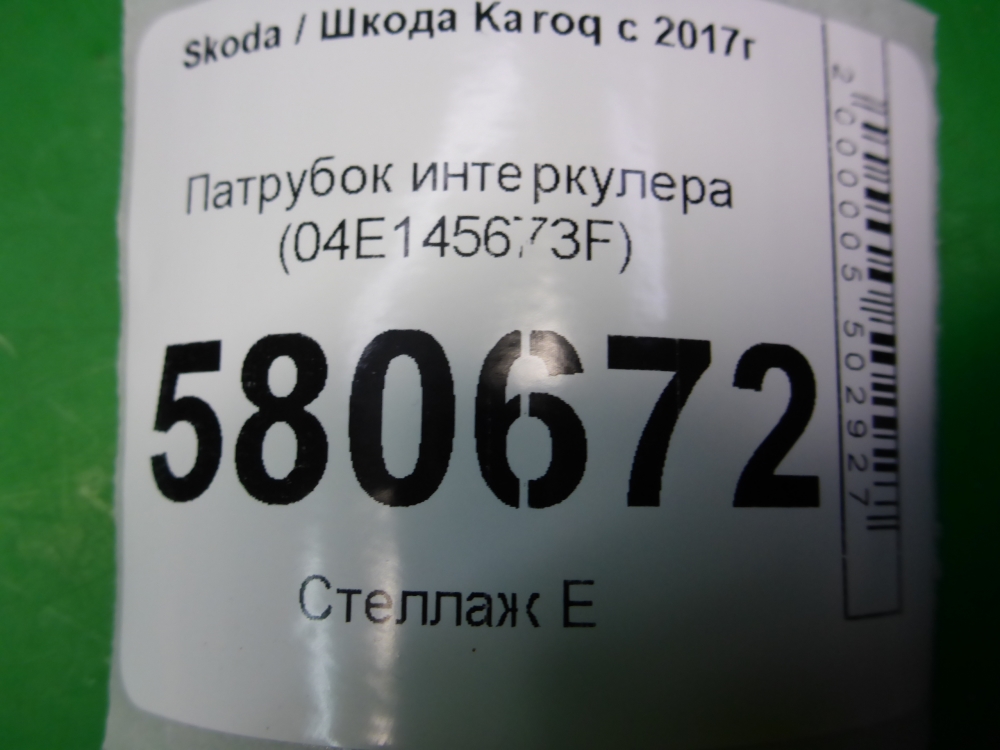 Skoda / Шкода Karoq с 2017г
Патрубок интеркулера
(04E145673F)
580672
Стеллаж Е
2000005502927